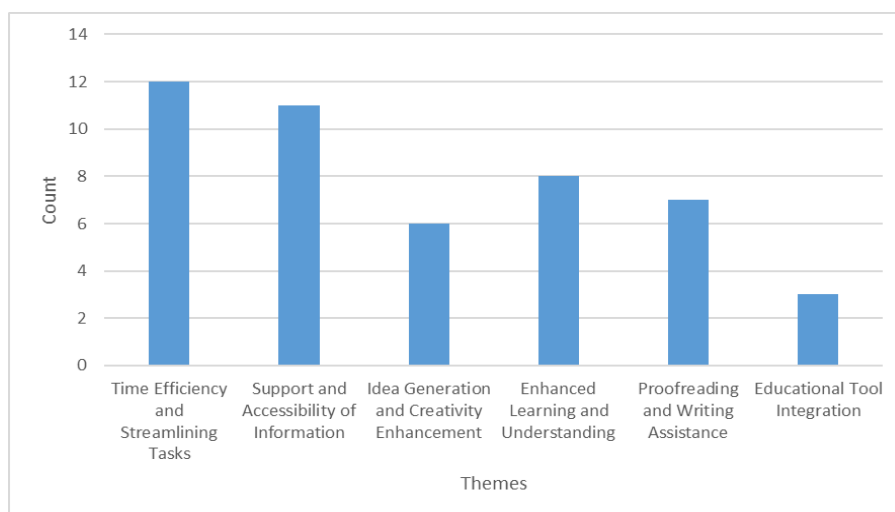 14
12
10
8
6
4
2
0
Count
Time Efficiency
and
Streamlining
Tasks
Support and
Accessibility of
Information
Idea Generation
and Creativity
Enhancement
Enhanced
Learning and
Understanding
Proofreading
and Writing
Assistance
Educational Tool
Integration
Themes